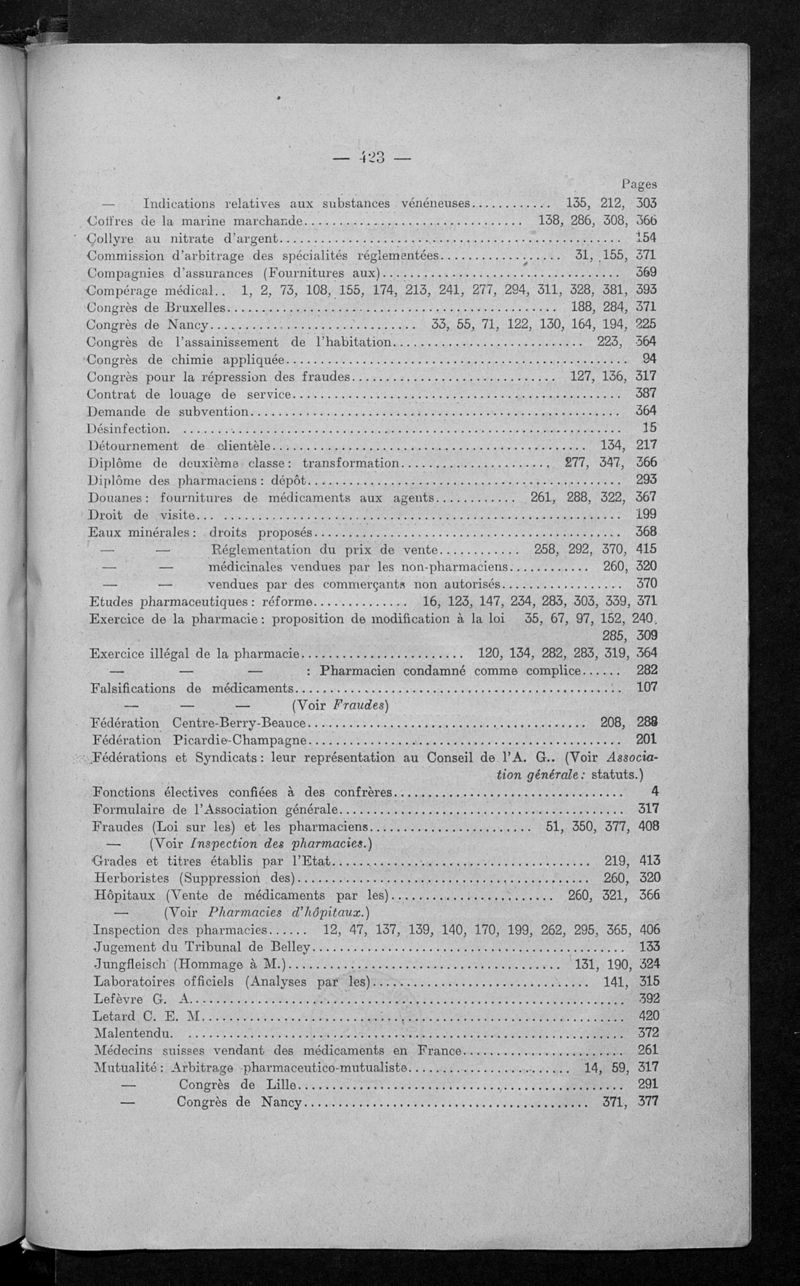 — 423 —
Pages
— Indications relatives aux substances vénéneuses............ 135, 212, 303
Coffres de la marine marchande................................ 138, 286, 308, 366
Collyre au nitrate d'argent.................................................. 154
Commission d'arbitrage des spécialités réglementées................. 31, 155, 371
Compagnies d'assurances (Fournitures aux)................................... 369
Compérage médical.. 1, 2, 73, 108, 155, 174, 213, 241, 277, 294, 311, 328, 381, 393
Congrès de Bruxelles................................................ 188, 284, 371
Congrès de Nancy.............................. 33, 55, 71, 122, 130, 164, 194, 225
Congrès de l'assainissement de l'habitation............................ 223, 364
Congrès de chimie appliquée.................................................. 94
Congrès pour la répression des fraudes.............................. 127, 136, 317
Contrat de louage de service................................................ 387
Demande de subvention...................................................... 364
Désinfection. ................................................................ 15
Détournement de clientèle.............................................. 134, 217
Diplôme de deuxième classe : transformation...................... 277, 347, 366
Diplôme des pharmaciens : dépôt.............................................. 293
Douanes : fournitures de médicaments aux agents............ 261, 288, 322, 367
Droit de visite... .......................................................... 199
Eaux minérales : droits proposés............................................ 368
— — Réglementation du prix de vente............ 258, 292, 370, 415
— — médicinales vendues par les non-pharmaciens............ 260, 320
— — vendues par des commerçants non autorisés.................. 370
Etudes pharmaceutiques : réforme.............. 16, 123, 147, 234, 283, 303, 339, 371
Exercice de la pharmacie : proposition de modification à la loi 35, 67, 97, 152, 240,
285, 309
Exercice illégal de la pharmacie........................ 120, 134, 282, 283, 319, 364
— — — : Pharmacien condamné comme complice...... 282
Falsifications de médicaments................................................ 107
— — — (Voir Fraudes)
Fédération Centre-Berry-Beauce........................................ 208, 288
Fédération Picardie-Champagne.............................................. 201
Fédérations et Syndicats : leur représentation au Conseil de l'A. G.. (Voir Associa-
tion générale : statuts.)
Fonctions électives confiées à des confrères.................................. 4
Formulaire de l'Association générale.......................................... 317
Fraudes (Loi sur les) et les pharmaciens........................ 51, 350, 377, 408
— (Voir Inspection des pharmacies.)
Grades et titres établis par l'Etat...................................... 219, 413
Herboristes (Suppression des).......................................... 260, 320
Hôpitaux (Vente de médicaments par les)........................ 260, 321, 366
— (Voir Pharmacies d'hôpitaux.)
Inspection des pharmacies...... 12, 47, 137, 139, 140, 170, 199, 262, 295, 365, 406
Jugement du Tribunal de Belley.............................................. 133
Jungfleisch (Hommage à M.)........................................ 131, 190, 324
Laboratoires officiels (Analyses par les)................................ 141, 315
Lefèvre G. A................................................................ 392
Letard C. E. M.............................................................. 420
Malentendu. ................................................................ 372
Médecins suisses vendant des médicaments en France........................ 261
Mutualité : Arbitrage pharmaceutico-mutualiste........................ 14, 59, 317
— Congrès de Lille................................................ 291
— Congrès de Nancy.......................................... 371, 377